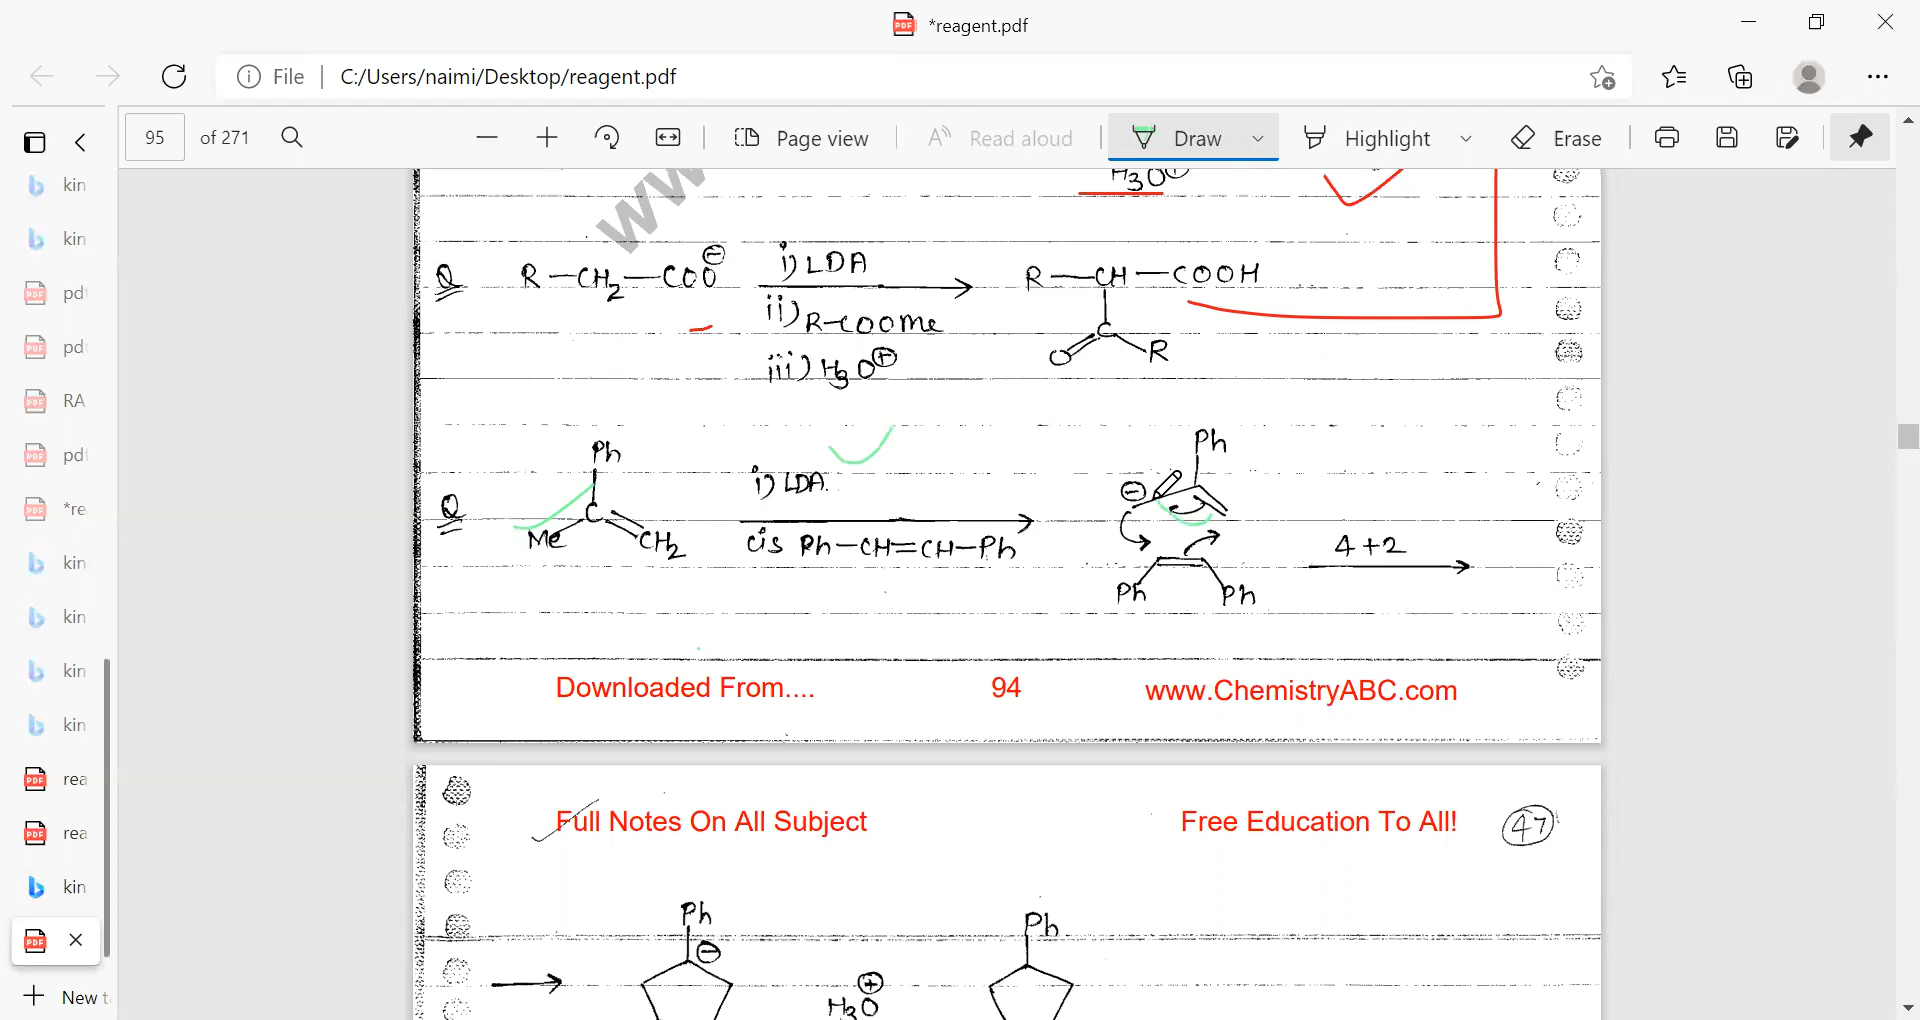 *reagent.pdf
File | C:/Users/naimi/Desktop/reagent.pdf
95 of 271 Page view Read aloud Draw Highlight Erase
kin
kin
pdf
pdf
RA
pdf
*re
kin
kin
kin
kin
rea
rea
kin
New t
ww
H3O⊕
Q R—CH2—COO⊖ i) LDA R—CH—COOH
ii) R-COOMe C
iii) H3O⊕ O R
Ph Ph
Q i) LDA. ⊖
Me C CH2 cis Ph—CH=CH—Ph 4+2
Ph Ph
Downloaded From.... 94 www.ChemistryABC.com
Full Notes On All Subject Free Education To All! 47
Ph Ph
⊖
H3O⊕